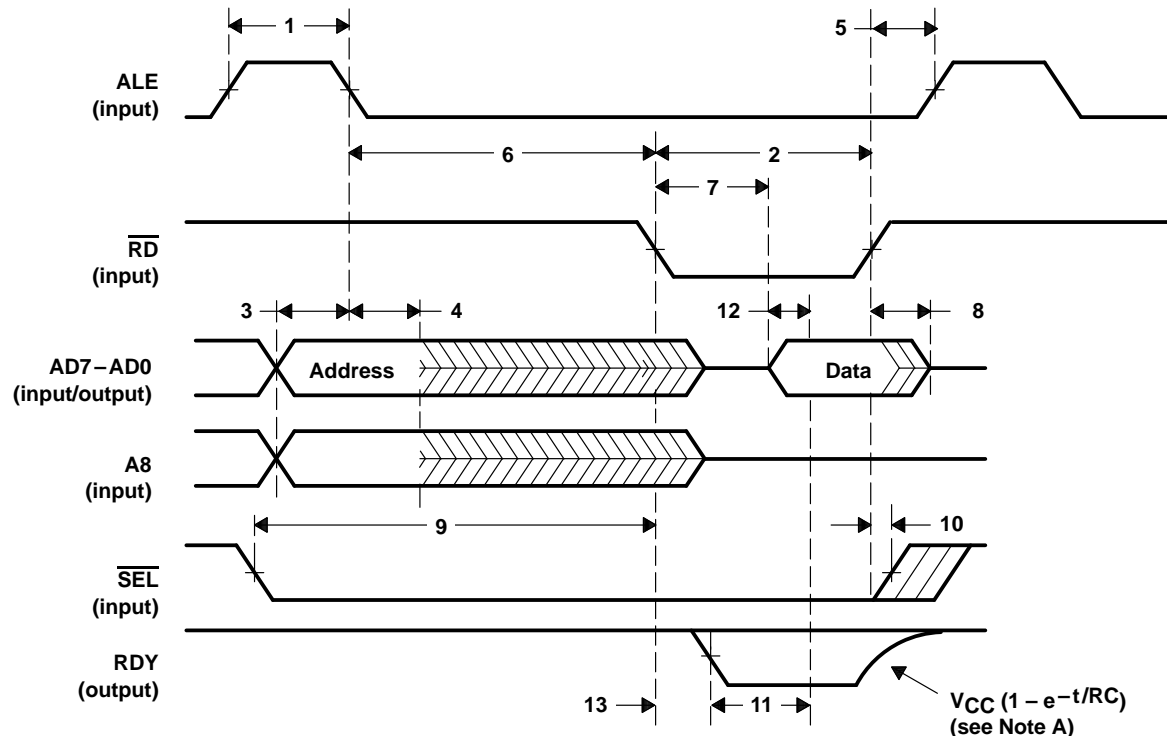 1
5
ALE
(input)
6
2
7
RD
(input)
3
4
12
8
AD7–AD0
(input/output)
Address
Data
A8
(input)
9
10
SEL
(input)
RDY
(output)
13
11
VCC (1 – e–t/RC)
(see Note A)